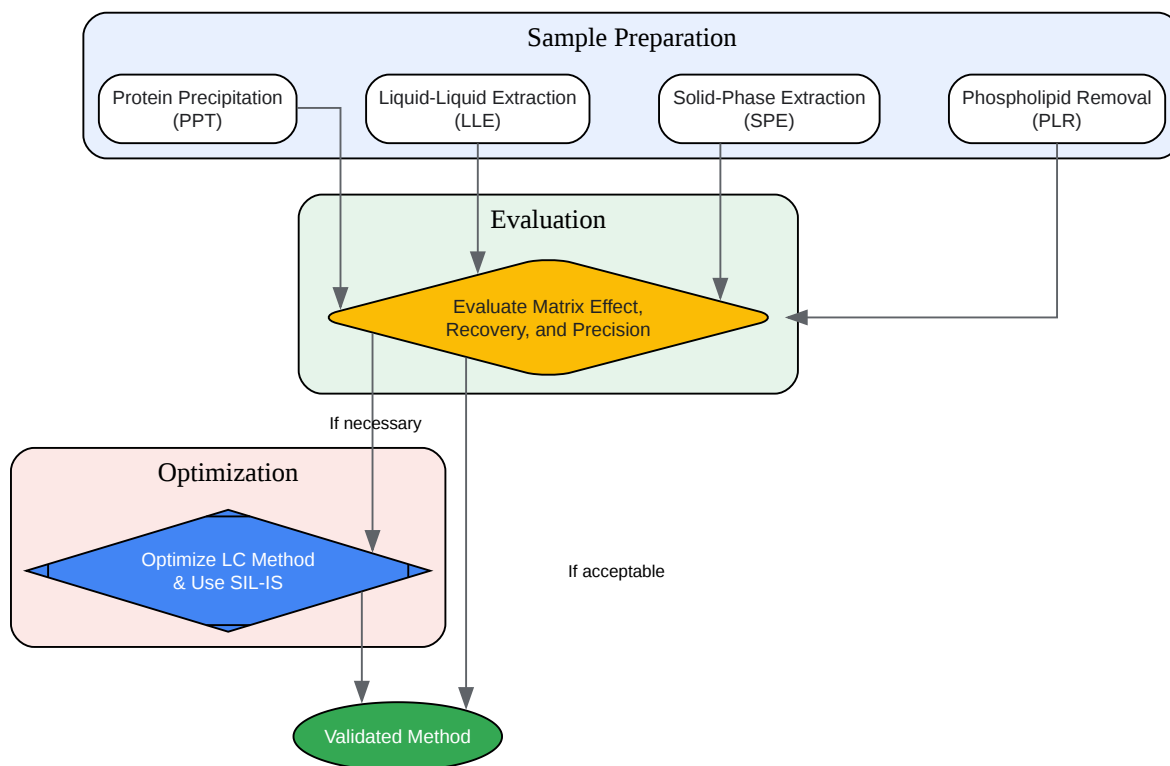 Sample Preparation
Protein Precipitation
(PPT)
Liquid-Liquid Extraction
(LLE)
Solid-Phase Extraction
(SPE)
Phospholipid Removal
(PLR)
Evaluation
Evaluate Matrix Effect,
Recovery, and Precision
If necessary
Optimization
Optimize LC Method
& Use SIL-IS
If acceptable
Validated Method